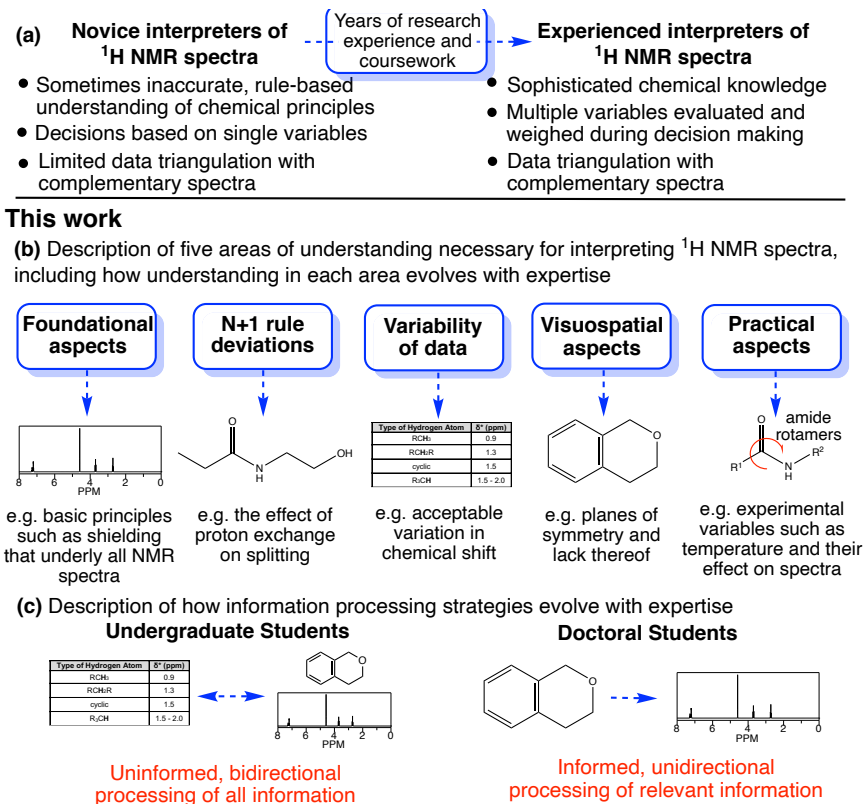 (a)
Novice interpreters of
¹H NMR spectra
Years of research
experience and
coursework
Experienced interpreters of
¹H NMR spectra
• Sometimes inaccurate, rule-based
understanding of chemical principles
• Decisions based on single variables
• Limited data triangulation with
complementary spectra
• Sophisticated chemical knowledge
• Multiple variables evaluated and
weighed during decision making
• Data triangulation with
complementary spectra
This work
(b) Description of five areas of understanding necessary for interpreting ¹H NMR spectra,
including how understanding in each area evolves with expertise
Foundational
aspects
N+1 rule
deviations
Variability
of data
Visuospatial
aspects
Practical
aspects
8 6 4 2 0
PPM
e.g. basic principles
such as shielding
that underly all NMR
spectra
O
N
H
OH
e.g. the effect of
proton exchange
on splitting
Type of Hydrogen Atom δ* (ppm)
RCH₃ 0.9
RCH₂R 1.3
cyclic 1.5
R₃CH 1.5 - 2.0
e.g. acceptable
variation in
chemical shift
O
e.g. planes of
symmetry and
lack thereof
O
R¹
N
H
R²
amide
rotamers
e.g. experimental
variables such as
temperature and their
effect on spectra
(c) Description of how information processing strategies evolve with expertise
Undergraduate Students
Type of Hydrogen Atom δ* (ppm)
RCH₃ 0.9
RCH₂R 1.3
cyclic 1.5
R₃CH 1.5 - 2.0
O
8 6 4 2 0
PPM
Uninformed, bidirectional
processing of all information
Doctoral Students
O
8 6 4 2 0
PPM
Informed, unidirectional
processing of relevant information